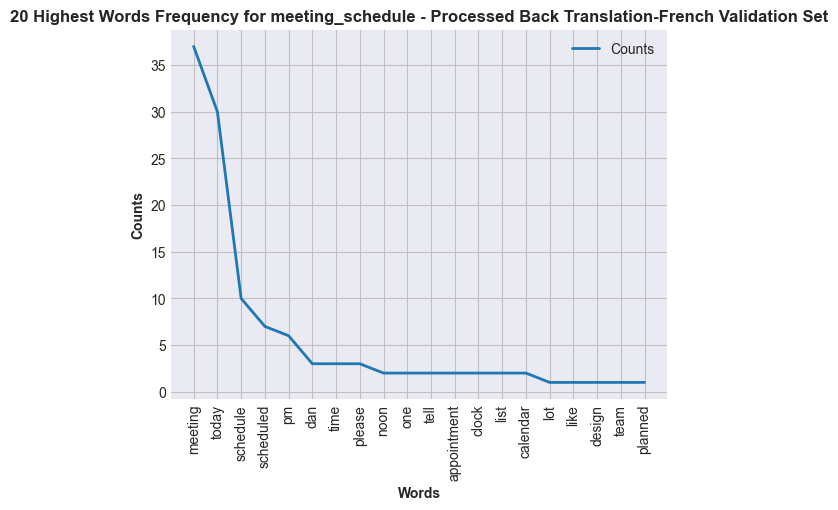 20 Highest Words Frequency for meeting_schedule - Processed Back Translation-French Validation Set
Counts
35
30
25
20
15
10
5
0
Counts
meeting
today
schedule
scheduled
pm
dan
time
please
noon
one
tell
appointment
clock
list
calendar
lot
like
design
team
planned
Words